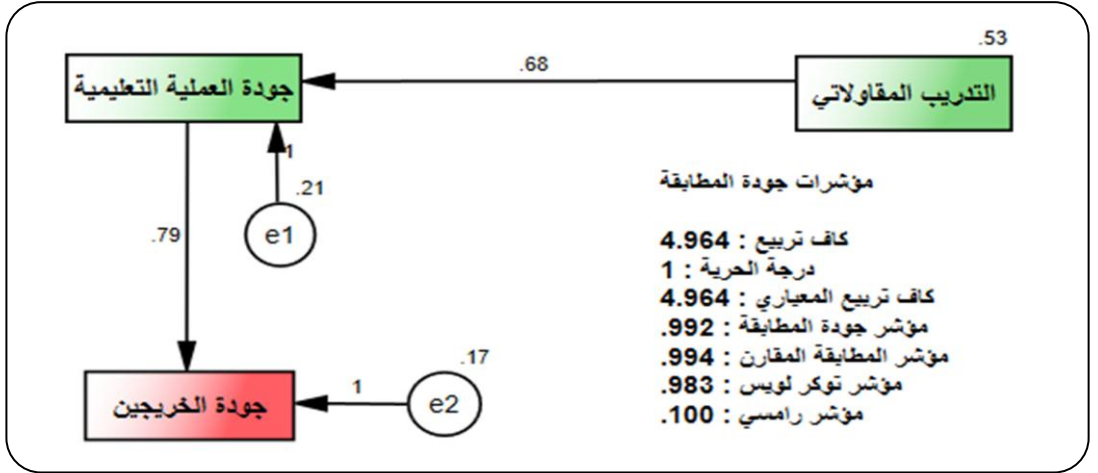 .53
.68
جودة العملية التعليمية
التدريب المقاولاتي
1
.21
e1
.79
مؤشرات جودة المطابقة
كاف تربيع : 4.964
درجة الحرية : 1
كاف تربيع المعياري : 4.964
مؤشر جودة المطابقة : .992
مؤشر المطابقة المقارن : .994
مؤشر توكر لويس : .983
مؤشر رامسي : .100
.17
1
e2
جودة الخريجين